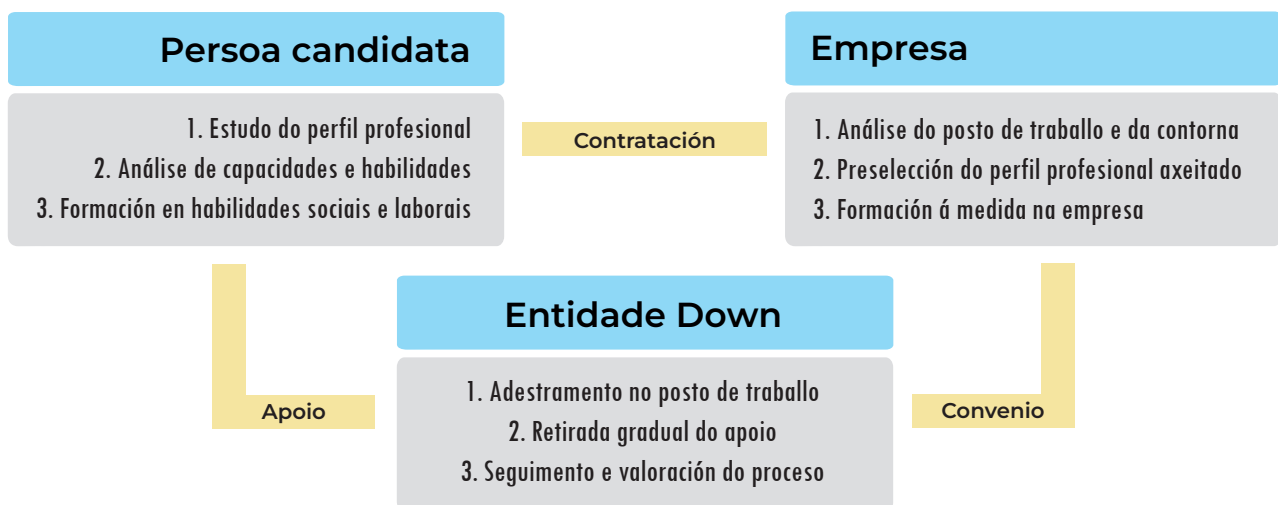 Persoa candidata
1. Estudo do perfil profesional
2. Análise de capacidades e habilidades
3. Formación en habilidades sociais e laborais
Contratación
Empresa
1. Análise do posto de traballo e da contorna
2. Preselección do perfil profesional axeitado
3. Formación á medida na empresa
Apoio
Entidade Down
1. Adestramento no posto de traballo
2. Retirada gradual do apoio
3. Seguimento e valoración do proceso
Convenio